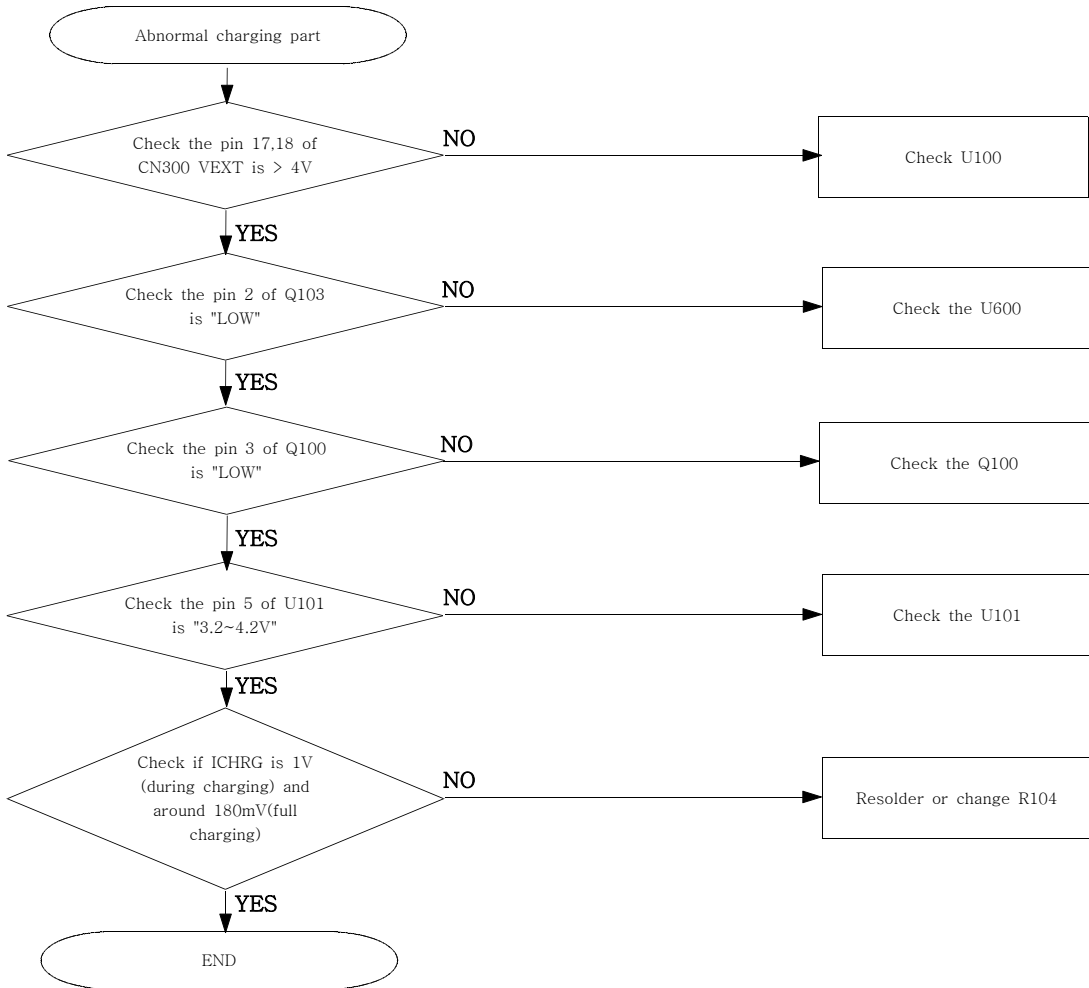 Abnormal charging part
Check the pin 17,18 of
CN300 VEXT is > 4V
NO
Check U100
YES
Check the pin 2 of Q103
is "LOW"
NO
Check the U600
YES
Check the pin 3 of Q100
is "LOW"
NO
Check the Q100
YES
Check the pin 5 of U101
is "3.2~4.2V"
NO
Check the U101
YES
Check if ICHRG is 1V
(during charging) and
around 180mV(full
charging)
NO
Resolder or change R104
YES
END